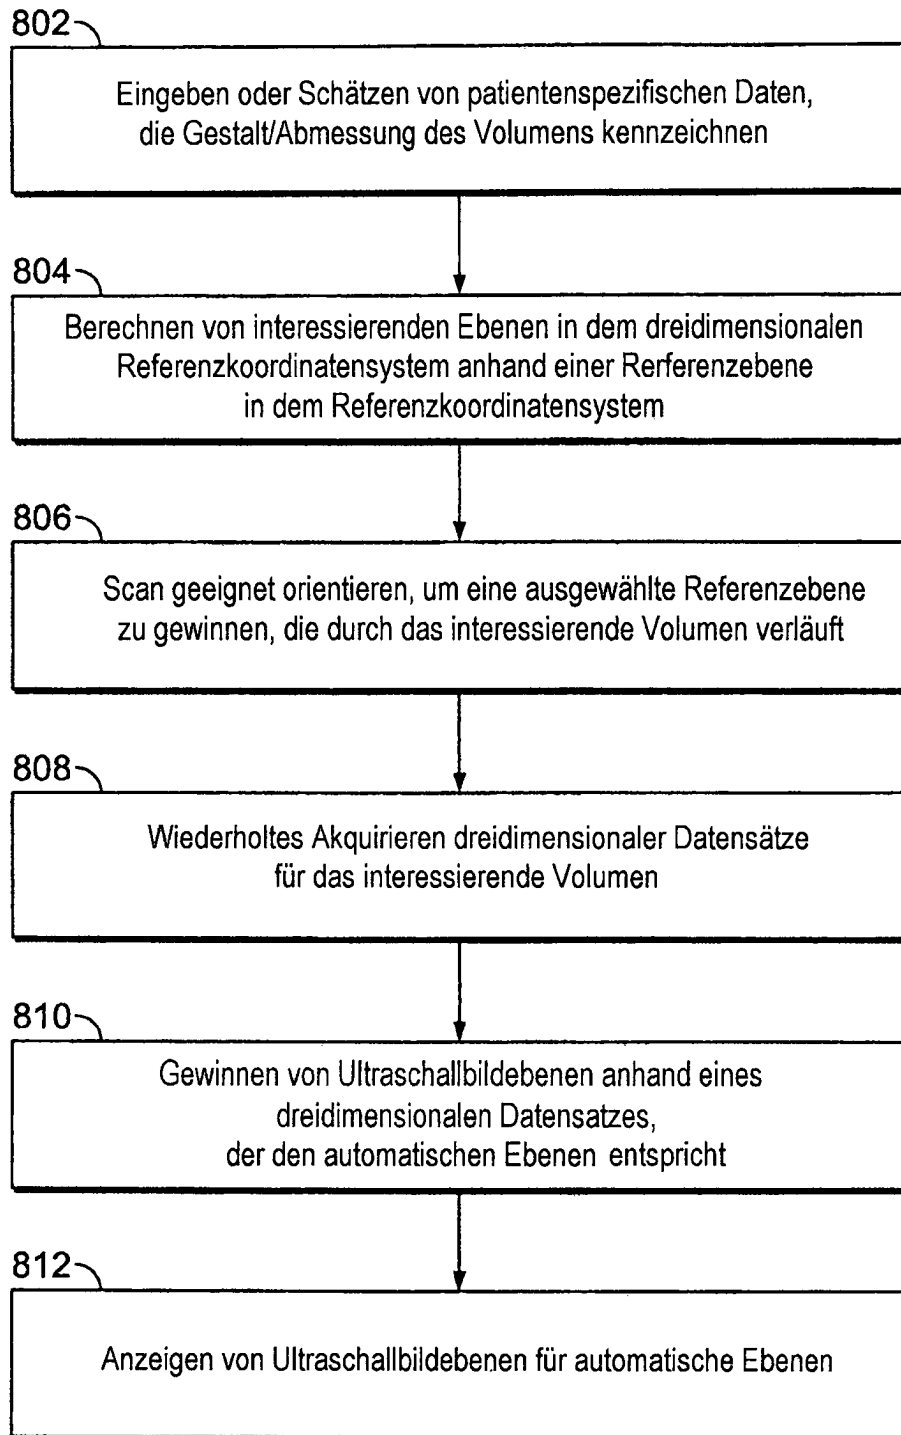 802
Eingeben oder Schätzen von patientenspezifischen Daten,
die Gestalt/Abmessung des Volumens kennzeichnen
804
Berechnen von interessierenden Ebenen in dem dreidimensionalen
Referenzkoordinatensystem anhand einer Rerferenzebene
in dem Referenzkoordinatensystem
806
Scan geeignet orientieren, um eine ausgewählte Referenzebene
zu gewinnen, die durch das interessierende Volumen verläuft
808
Wiederholtes Akquirieren dreidimensionaler Datensätze
für das interessierende Volumen
810
Gewinnen von Ultraschallbildebenen anhand eines
dreidimensionalen Datensatzes,
der den automatischen Ebenen entspricht
812
Anzeigen von Ultraschallbildebenen für automatische Ebenen